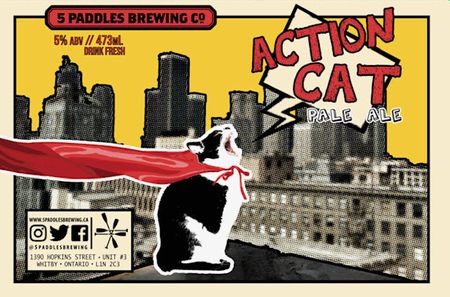 5 PADDLES BREWING CO
5% ABV // 473mL
DRINK FRESH
ACTION
CAT
PALE ALE
WWW.5PADDLESBREWING.CA
@5PADDLESBREWING
1390 HOPKINS STREET • UNIT #3
WHITBY • ONTARIO • L1N 2C3